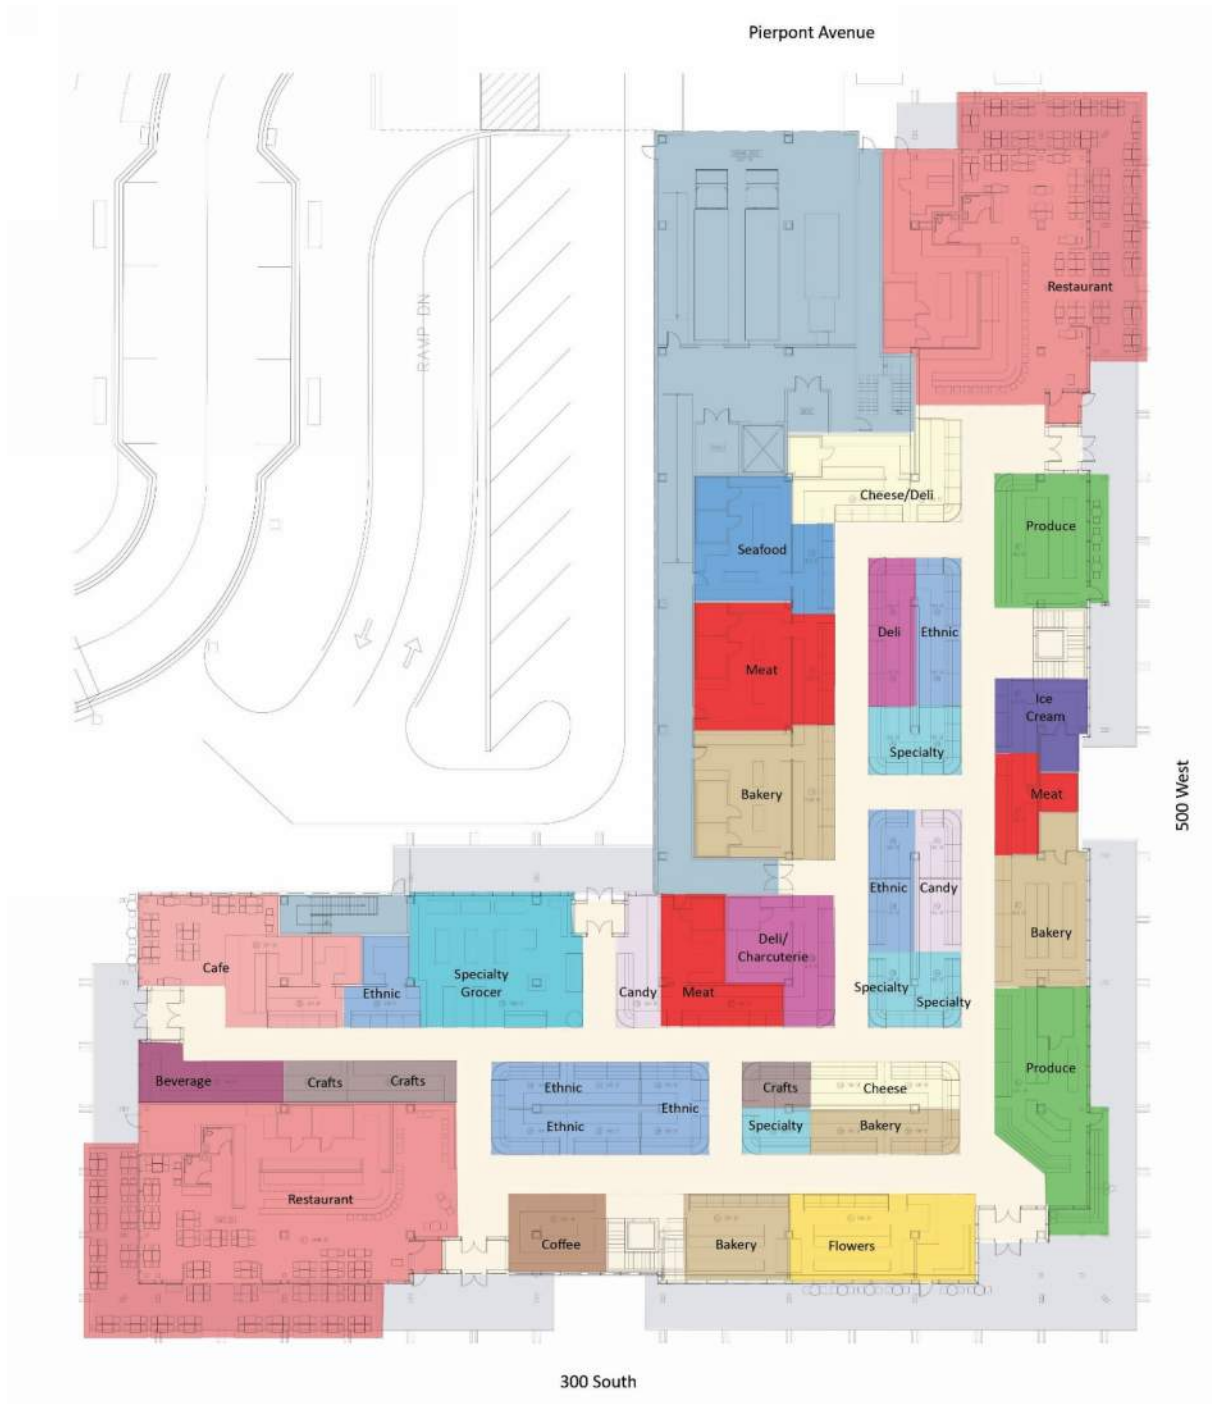 Pierpont Avenue
Restaurant
RAMP DN
Cheese/Deli
Produce
Seafood
Deli
Ethnic
Meat
Ice
Cream
Specialty
500 West
Bakery
Meat
Ethnic
Candy
Bakery
Deli/
Charcuterie
Cafe
Specialty
Grocer
Ethnic
Candy
Meat
Specialty
Specialty
Produce
Beverage
Crafts
Crafts
Ethnic
Ethnic
Ethnic
Crafts
Cheese
Specialty
Bakery
Restaurant
Coffee
Bakery
Flowers
300 South